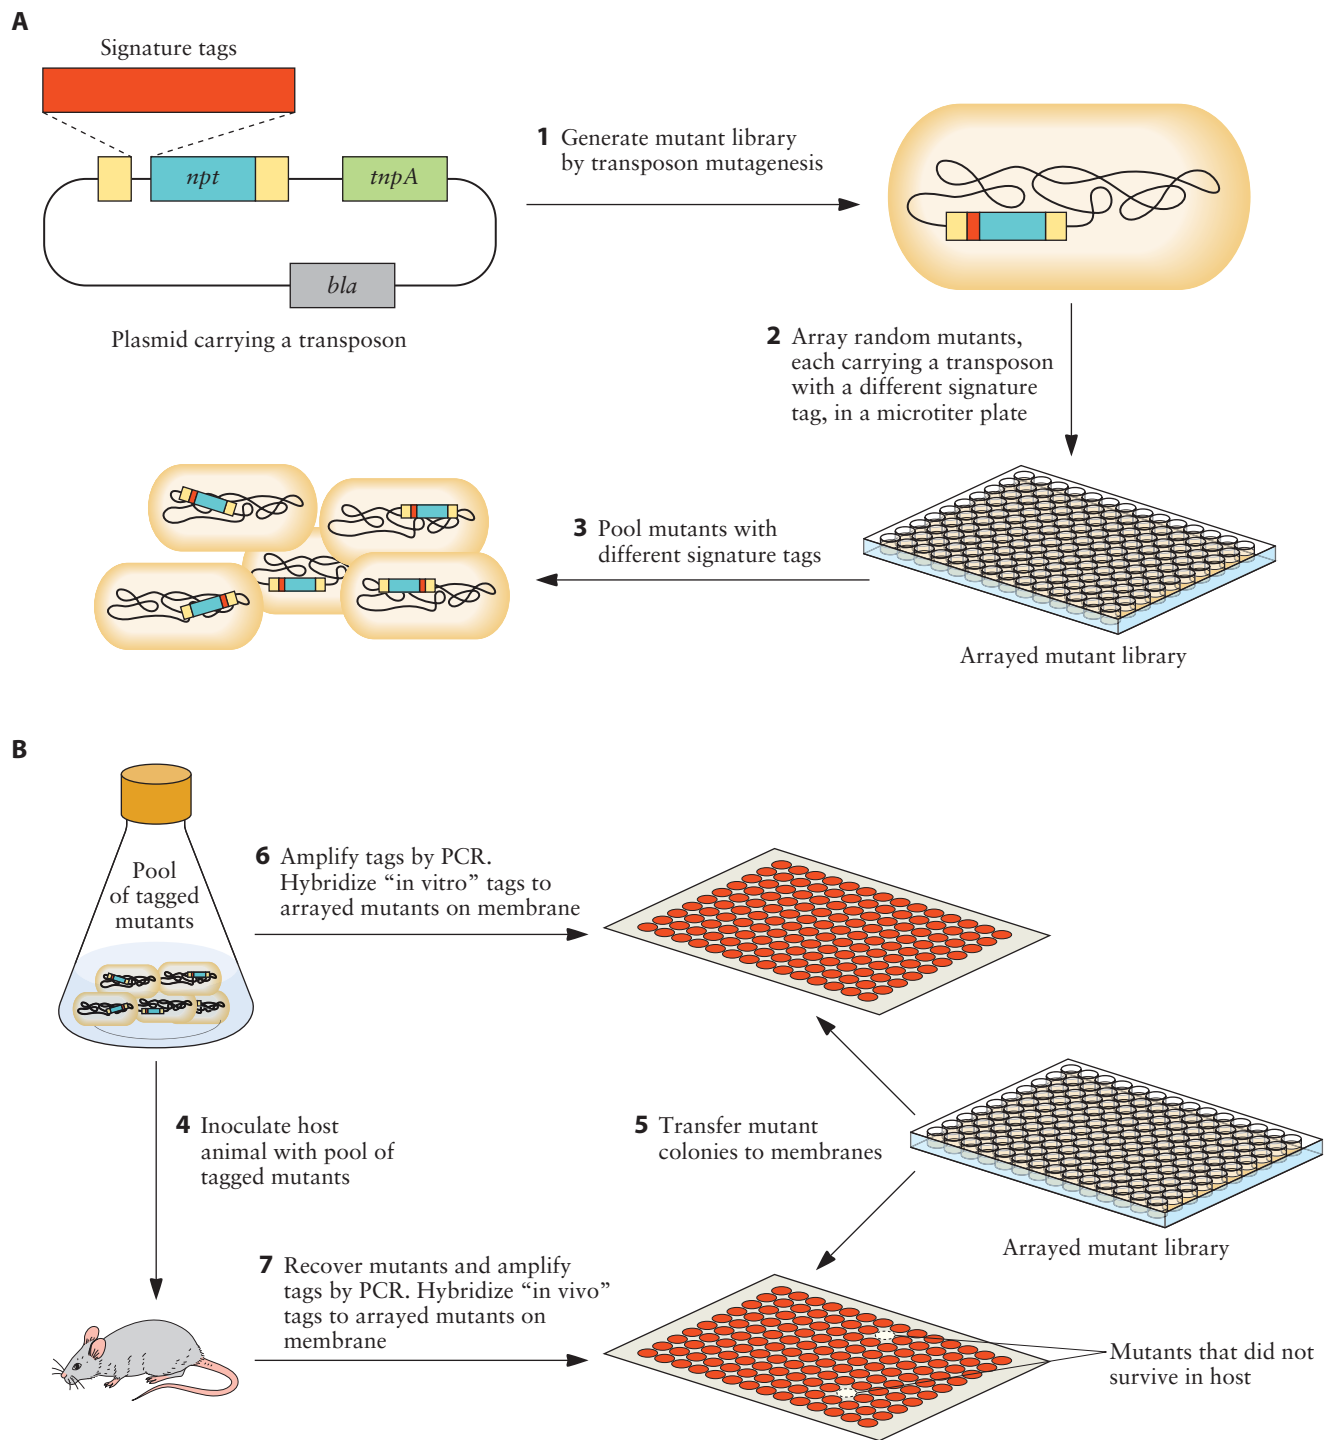 A
Signature tags
npt
tnpA
bla
Plasmid carrying a transposon
1 Generate mutant library
by transposon mutagenesis
2 Array random mutants,
each carrying a transposon
with a different signature
tag, in a microtiter plate
3 Pool mutants with
different signature tags
Arrayed mutant library
B
Pool
of tagged
mutants
6 Amplify tags by PCR.
Hybridize “in vitro” tags to
arrayed mutants on membrane
4 Inoculate host
animal with pool of
tagged mutants
5 Transfer mutant
colonies to membranes
Arrayed mutant library
7 Recover mutants and amplify
tags by PCR. Hybridize “in vivo”
tags to arrayed mutants on
membrane
Mutants that did not
survive in host